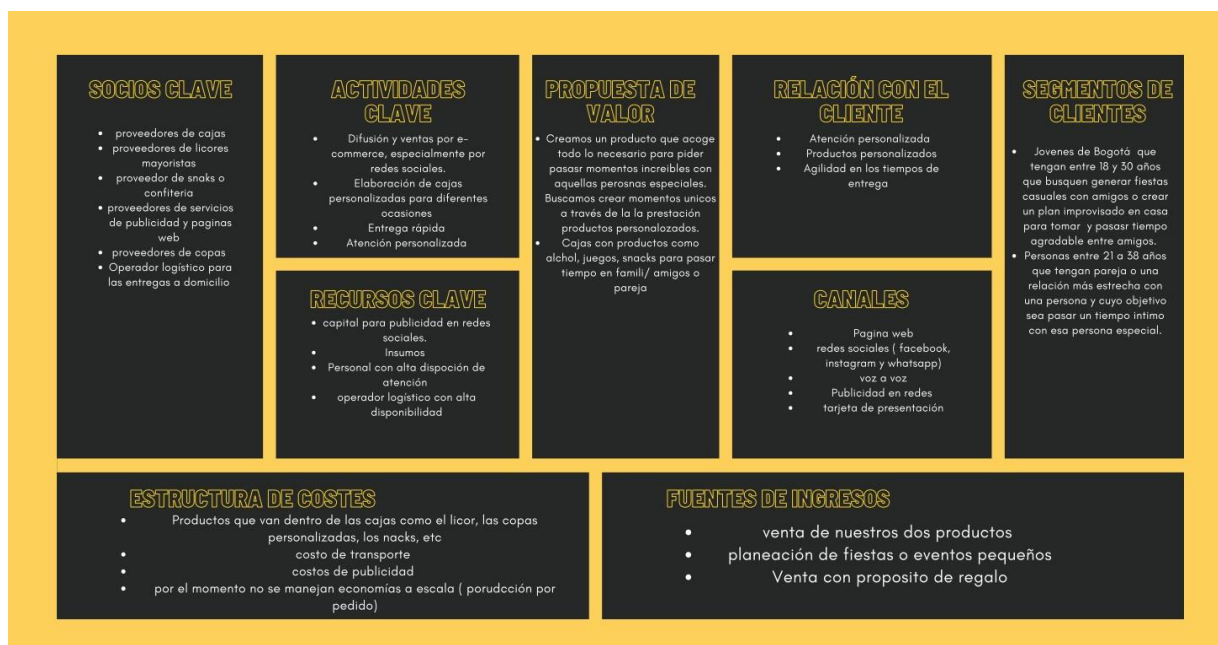 SOCIOS CLAVE
• proveedores de cajas
• proveedores de licores
mayoristas
• proveedor de snaks o
confiteria
• proveedores de servicios
de publicidad y paginas
web
• proveedores de copas
• Operador logístico para
las entregas a domicilio
ACTIVIDADES
CLAVE
• Difusión y ventas por e-
commerce, especialmente por
redes sociales.
• Elaboración de cajas
personalizadas para diferentes
ocasiones
• Entrega rápida
• Atención personalizada
RECURSOS CLAVE
• capital para publicidad en redes
sociales.
• Insumos
• Personal con alta dispoción de
atención
• operador logístico con alta
disponibilidad
PROPUESTA DE
VALOR
• Creamos un producto que acoge
todo lo necesario para pider
pasasr momentos increibles con
aquellas perosnas especiales.
Buscamos crear momentos unicos
a través de la la prestación
productos personalozados.
• Cajas con productos como
alchol, juegos, snacks para pasar
tiempo en famili/ amigos o
pareja
RELACIÓN CON EL
CLIENTE
• Atención personalizada
• Productos personalizados
• Agilidad en los tiempos de
entrega
CANALES
• Pagina web
• redes sociales ( facebook,
instagram y whatsapp)
• voz a voz
• Publicidad en redes
• tarjeta de presentación
SEGMENTOS DE
CLIENTES
• Jovenes de Bogotá que
tengan entre 18 y 30 años
que busquen generar fiestas
casuales con amigos o crear
un plan improvisado en casa
para tomar y pasasr tiempo
agradable entre amigos.
• Personas entre 21 a 38 años
que tengan pareja o una
relación más estrecha con
una persona y cuyo objetivo
sea pasar un tiempo intimo
con esa persona especial.
ESTRUCTURA DE COSTES
• Productos que van dentro de las cajas como el licor, las copas
personalizadas, los nacks, etc
• costo de transporte
• costos de publicidad
• por el momento no se manejan economías a escala ( porudcción por
pedido)
FUENTES DE INGRESOS
• venta de nuestros dos productos
• planeación de fiestas o eventos pequeños
• Venta con proposito de regalo